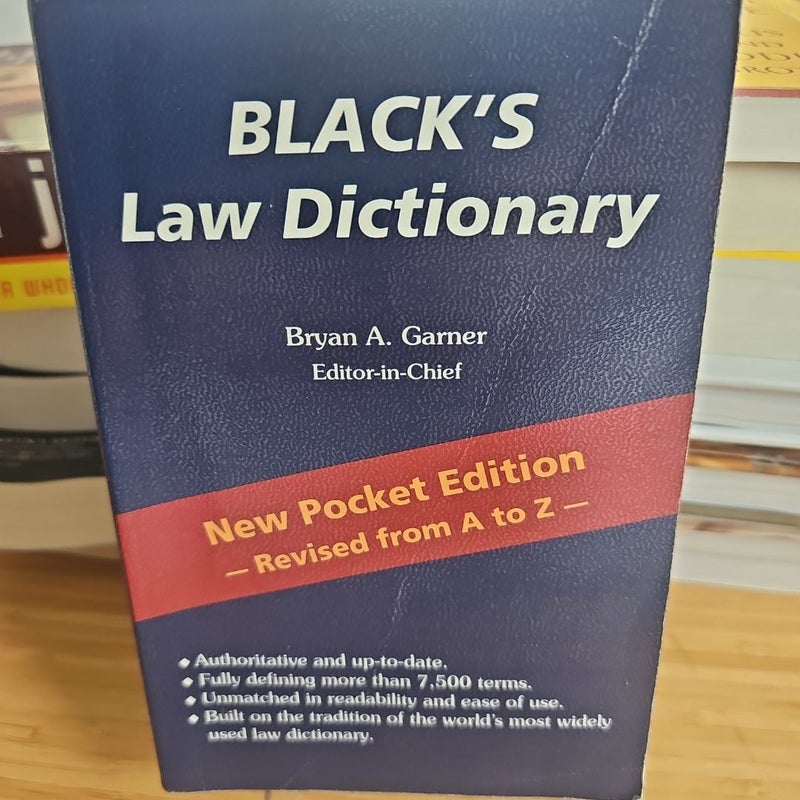 BLACK'S
Law Dictionary
Bryan A. Garner
Editor-in-Chief
New Pocket Edition
— Revised from A to Z —
◆ Authoritative and up-to-date.
◆ Fully defining more than 7,500 terms.
◆ Unmatched in readability and ease of use.
◆ Built on the tradition of the world's most widely
used law dictionary.